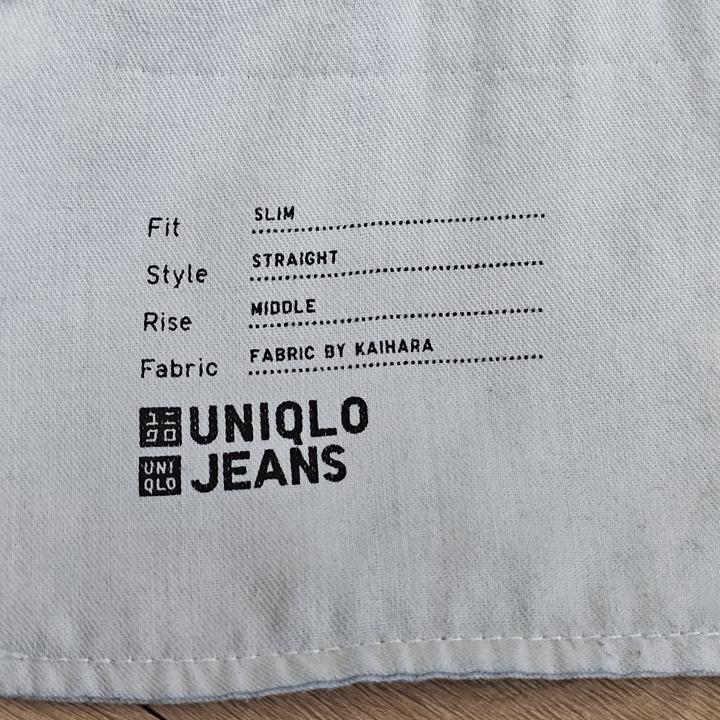 Fit SLIM
Style STRAIGHT
Rise MIDDLE
Fabric FABRIC BY KAIHARA
ユニクロ UNIQLO
UNIQLO JEANS